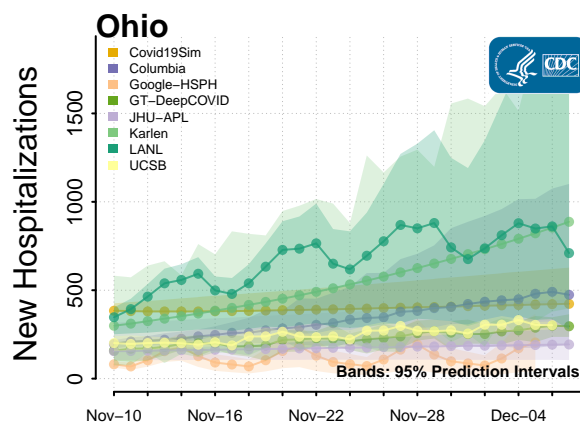 Ohio
Covid19Sim
Columbia
Google−HSPH
GT−DeepCOVID
JHU−APL
Karlen
LANL
UCSB
CDC
New Hospitalizations
1500
1000
500
0
Bands: 95% Prediction Intervals
Nov−10
Nov−16
Nov−22
Nov−28
Dec−04